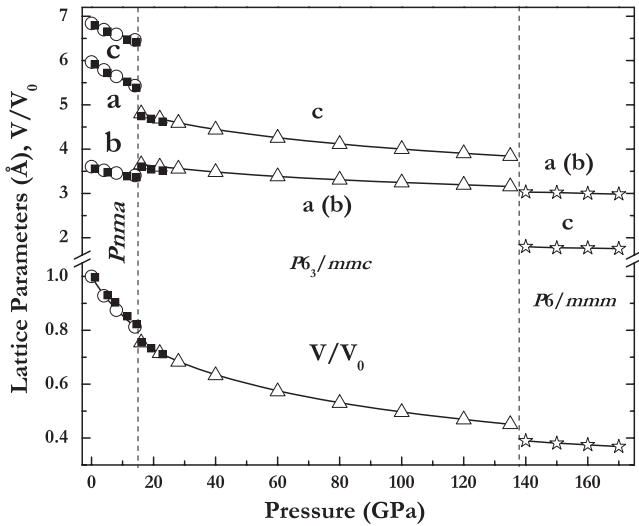 7
6
5
4
3
2
1.0
0.8
0.6
0.4
0
20
40
60
80
100
120
140
160
Lattice Parameters (Å), V/V₀
Pressure (GPa)
c
a
b
Pnma
c
a (b)
P6₃/mmc
V/V₀
a (b)
c
P6/mmm